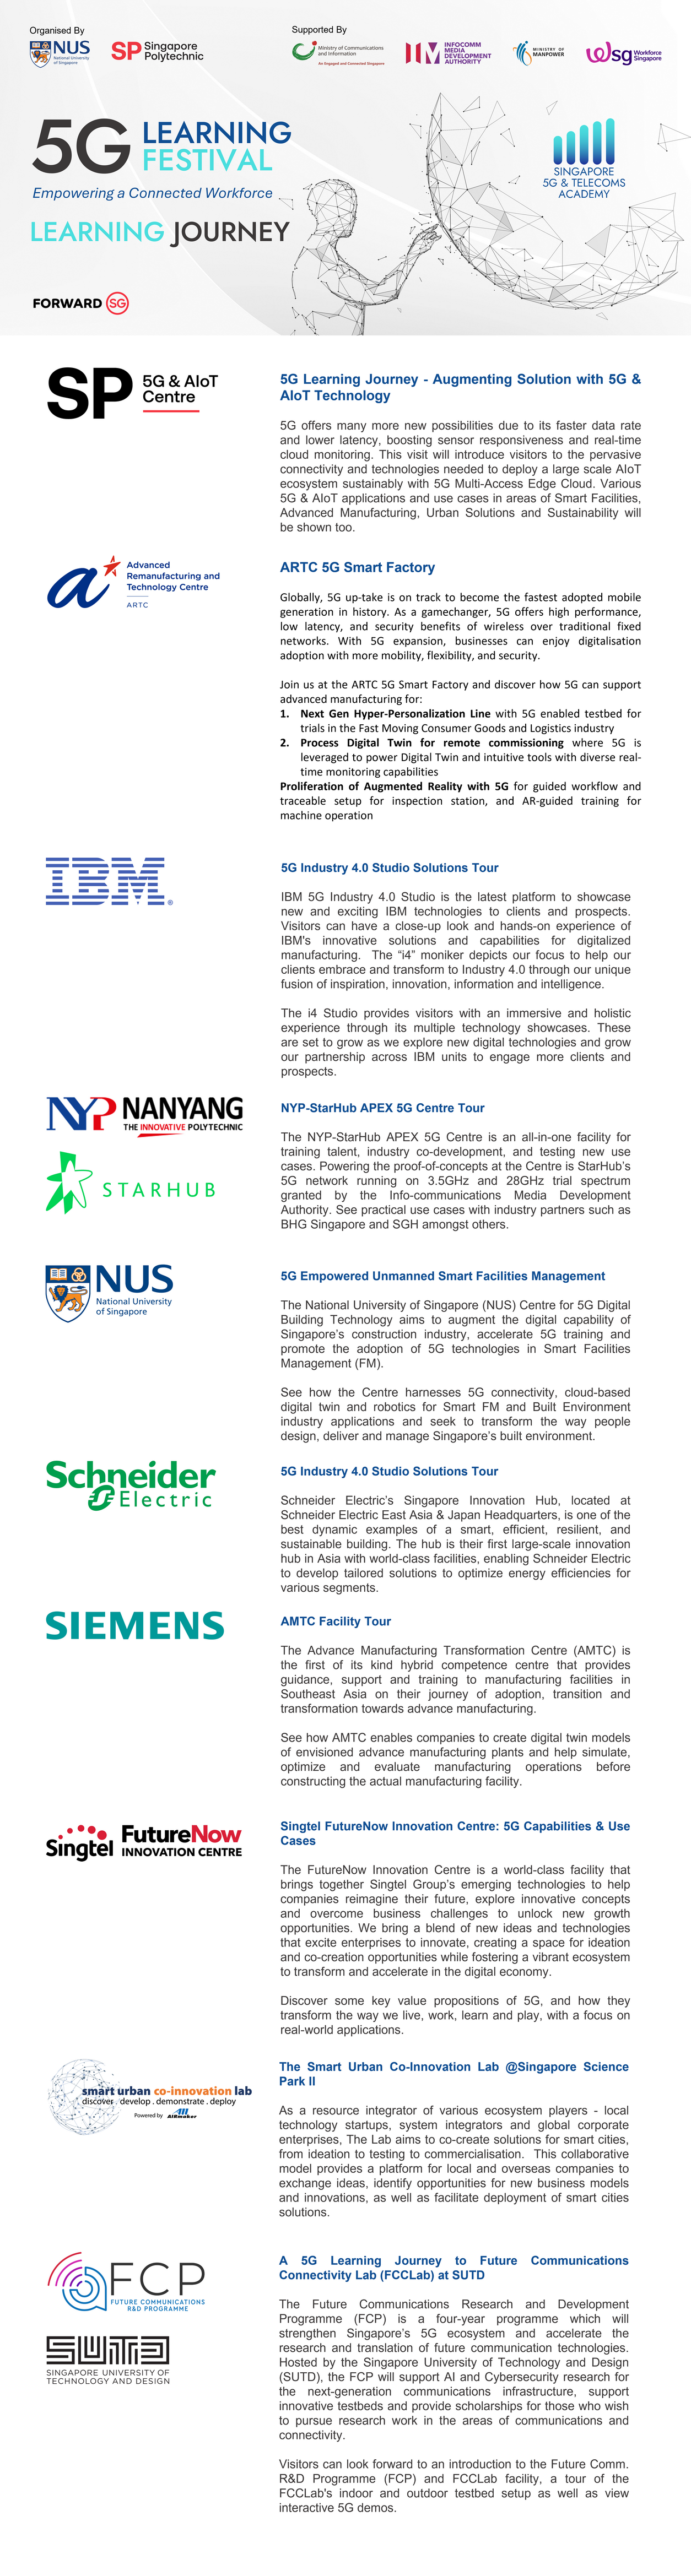 Organised By
Supported By
NUS
National University
of Singapore
SP Singapore
Polytechnic
Ministry of Communications
and Information
An Engaged and Connected Singapore
INFOCOMM
MEDIA
DEVELOPMENT
AUTHORITY
MINISTRY OF
MANPOWER
wsg Workforce
Singapore
5G LEARNING
FESTIVAL
Empowering a Connected Workforce
LEARNING JOURNEY
SINGAPORE
5G & TELECOMS
ACADEMY
FORWARD SG
SP 5G & AIoT
Centre
5G Learning Journey - Augmenting Solution with 5G &
AIoT Technology
5G offers many more new possibilities due to its faster data rate
and lower latency, boosting sensor responsiveness and real-time
cloud monitoring. This visit will introduce visitors to the pervasive
connectivity and technologies needed to deploy a large scale AIoT
ecosystem sustainably with 5G Multi-Access Edge Cloud. Various
5G & AIoT applications and use cases in areas of Smart Facilities,
Advanced Manufacturing, Urban Solutions and Sustainability will
be shown too.
a
Advanced
Remanufacturing and
Technology Centre
ARTC
ARTC 5G Smart Factory
Globally, 5G up-take is on track to become the fastest adopted mobile
generation in history. As a gamechanger, 5G offers high performance,
low latency, and security benefits of wireless over traditional fixed
networks. With 5G expansion, businesses can enjoy digitalisation
adoption with more mobility, flexibility, and security.
Join us at the ARTC 5G Smart Factory and discover how 5G can support
advanced manufacturing for:
1. Next Gen Hyper-Personalization Line with 5G enabled testbed for
trials in the Fast Moving Consumer Goods and Logistics industry
2. Process Digital Twin for remote commissioning where 5G is
leveraged to power Digital Twin and intuitive tools with diverse real-
time monitoring capabilities
Proliferation of Augmented Reality with 5G for guided workflow and
traceable setup for inspection station, and AR-guided training for
machine operation
IBM®
5G Industry 4.0 Studio Solutions Tour
IBM 5G Industry 4.0 Studio is the latest platform to showcase
new and exciting IBM technologies to clients and prospects.
Visitors can have a close-up look and hands-on experience of
IBM's innovative solutions and capabilities for digitalized
manufacturing. The “i4” moniker depicts our focus to help our
clients embrace and transform to Industry 4.0 through our unique
fusion of inspiration, innovation, information and intelligence.
The i4 Studio provides visitors with an immersive and holistic
experience through its multiple technology showcases. These
are set to grow as we explore new digital technologies and grow
our partnership across IBM units to engage more clients and
prospects.
NYP NANYANG
THE INNOVATIVE POLYTECHNIC
STARHUB
NYP-StarHub APEX 5G Centre Tour
The NYP-StarHub APEX 5G Centre is an all-in-one facility for
training talent, industry co-development, and testing new use
cases. Powering the proof-of-concepts at the Centre is StarHub’s
5G network running on 3.5GHz and 28GHz trial spectrum
granted by the Info-communications Media Development
Authority. See practical use cases with industry partners such as
BHG Singapore and SGH amongst others.
NUS
National University
of Singapore
5G Empowered Unmanned Smart Facilities Management
The National University of Singapore (NUS) Centre for 5G Digital
Building Technology aims to augment the digital capability of
Singapore’s construction industry, accelerate 5G training and
promote the adoption of 5G technologies in Smart Facilities
Management (FM).
See how the Centre harnesses 5G connectivity, cloud-based
digital twin and robotics for Smart FM and Built Environment
industry applications and seek to transform the way people
design, deliver and manage Singapore’s built environment.
Schneider
Electric
5G Industry 4.0 Studio Solutions Tour
Schneider Electric’s Singapore Innovation Hub, located at
Schneider Electric East Asia & Japan Headquarters, is one of the
best dynamic examples of a smart, efficient, resilient, and
sustainable building. The hub is their first large-scale innovation
hub in Asia with world-class facilities, enabling Schneider Electric
to develop tailored solutions to optimize energy efficiencies for
various segments.
SIEMENS
AMTC Facility Tour
The Advance Manufacturing Transformation Centre (AMTC) is
the first of its kind hybrid competence centre that provides
guidance, support and training to manufacturing facilities in
Southeast Asia on their journey of adoption, transition and
transformation towards advance manufacturing.
See how AMTC enables companies to create digital twin models
of envisioned advance manufacturing plants and help simulate,
optimize and evaluate manufacturing operations before
constructing the actual manufacturing facility.
Singtel FutureNow
INNOVATION CENTRE
Singtel FutureNow Innovation Centre: 5G Capabilities & Use
Cases
The FutureNow Innovation Centre is a world-class facility that
brings together Singtel Group’s emerging technologies to help
companies reimagine their future, explore innovative concepts
and overcome business challenges to unlock new growth
opportunities. We bring a blend of new ideas and technologies
that excite enterprises to innovate, creating a space for ideation
and co-creation opportunities while fostering a vibrant ecosystem
to transform and accelerate in the digital economy.
Discover some key value propositions of 5G, and how they
transform the way we live, work, learn and play, with a focus on
real-world applications.
smart urban co-innovation lab
discover . develop . demonstrate . deploy
Powered by AIRmaker
The Smart Urban Co-Innovation Lab @Singapore Science
Park II
As a resource integrator of various ecosystem players - local
technology startups, system integrators and global corporate
enterprises, The Lab aims to co-create solutions for smart cities,
from ideation to testing to commercialisation. This collaborative
model provides a platform for local and overseas companies to
exchange ideas, identify opportunities for new business models
and innovations, as well as facilitate deployment of smart cities
solutions.
FCP
FUTURE COMMUNICATIONS
R&D PROGRAMME
SUTD
SINGAPORE UNIVERSITY OF
TECHNOLOGY AND DESIGN
A 5G Learning Journey to Future Communications
Connectivity Lab (FCCLab) at SUTD
The Future Communications Research and Development
Programme (FCP) is a four-year programme which will
strengthen Singapore’s 5G ecosystem and accelerate the
research and translation of future communication technologies.
Hosted by the Singapore University of Technology and Design
(SUTD), the FCP will support AI and Cybersecurity research for
the next-generation communications infrastructure, support
innovative testbeds and provide scholarships for those who wish
to pursue research work in the areas of communications and
connectivity.
Visitors can look forward to an introduction to the Future Comm.
R&D Programme (FCP) and FCCLab facility, a tour of the
FCCLab's indoor and outdoor testbed setup as well as view
interactive 5G demos.